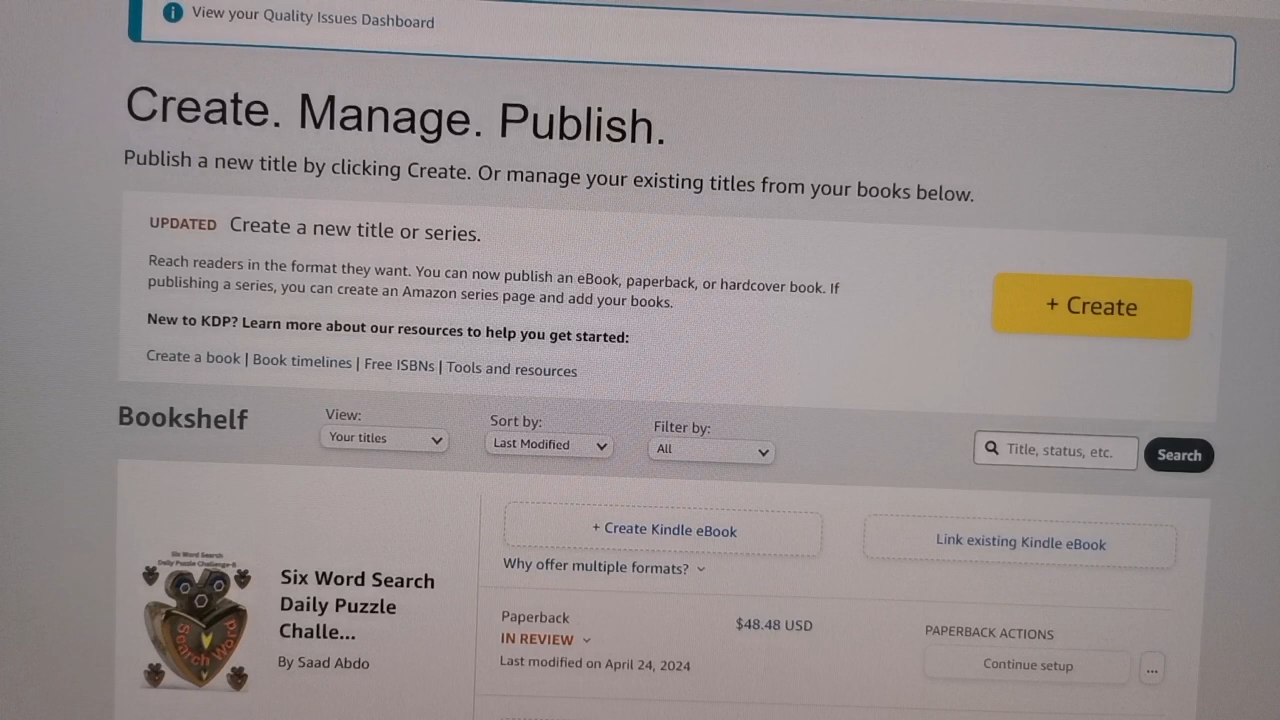 View your Quality Issues Dashboard
Create. Manage. Publish.
Publish a new title by clicking Create. Or manage your existing titles from your books below.
UPDATED Create a new title or series.
Reach readers in the format they want. You can now publish an eBook, paperback, or hardcover book. If
publishing a series, you can create an Amazon series page and add your books.
+ Create
New to KDP? Learn more about our resources to help you get started:
Create a book | Book timelines | Free ISBNs | Tools and resources
Bookshelf
View:
Your titles
Sort by:
Last Modified
Filter by:
All
Title, status, etc.
Search
+ Create Kindle eBook
Link existing Kindle eBook
Why offer multiple formats?
Six Word Search
Daily Puzzle Challenge-6
Search Word
Six Word Search
Daily Puzzle
Challe...
By Saad Abdo
Paperback
IN REVIEW
Last modified on April 24, 2024
$48.48 USD
PAPERBACK ACTIONS
Continue setup
...